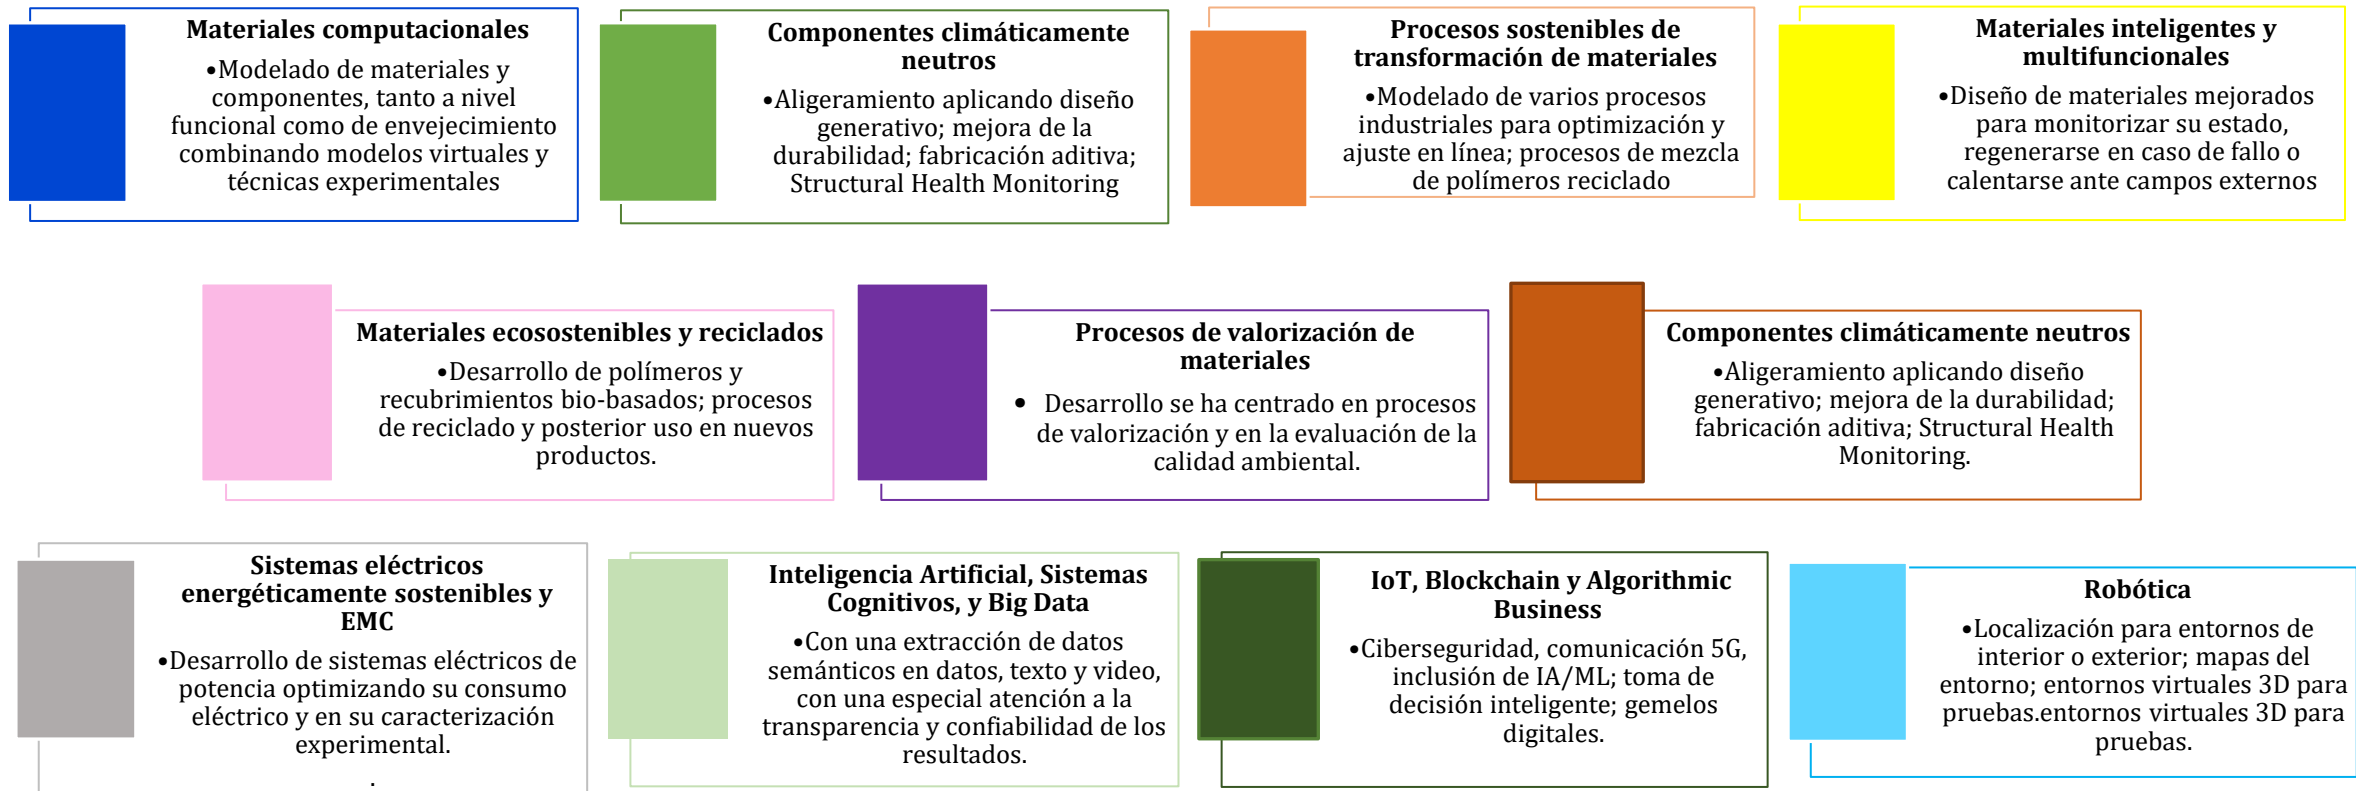 Materiales computacionales
•Modelado de materiales y
componentes, tanto a nivel
funcional como de envejecimiento
combinando modelos virtuales y
técnicas experimentales
Componentes climáticamente
neutros
•Aligeramiento aplicando diseño
generativo; mejora de la
durabilidad; fabricación aditiva;
Structural Health Monitoring
Procesos sostenibles de
transformación de materiales
•Modelado de varios procesos
industriales para optimización y
ajuste en línea; procesos de mezcla
de polímeros reciclado
Materiales inteligentes y
multifuncionales
•Diseño de materiales mejorados
para monitorizar su estado,
regenerarse en caso de fallo o
calentarse ante campos externos
Materiales ecosostenibles y reciclados
•Desarrollo de polímeros y
recubrimientos bio-basados; procesos
de reciclado y posterior uso en nuevos
productos.
Procesos de valorización de
materiales
• Desarrollo se ha centrado en procesos
de valorización y en la evaluación de la
calidad ambiental.
Componentes climáticamente neutros
•Aligeramiento aplicando diseño
generativo; mejora de la durabilidad;
fabricación aditiva; Structural Health
Monitoring.
Sistemas eléctricos
energéticamente sostenibles y
EMC
•Desarrollo de sistemas eléctricos de
potencia optimizando su consumo
eléctrico y en su caracterización
experimental.
.
Inteligencia Artificial, Sistemas
Cognitivos, y Big Data
•Con una extracción de datos
semánticos en datos, texto y video,
con una especial atención a la
transparencia y confiabilidad de los
resultados.
IoT, Blockchain y Algorithmic
Business
•Ciberseguridad, comunicación 5G,
inclusión de IA/ML; toma de
decisión inteligente; gemelos
digitales.
Robótica
•Localización para entornos de
interior o exterior; mapas del
entorno; entornos virtuales 3D para
pruebas.entornos virtuales 3D para
pruebas.